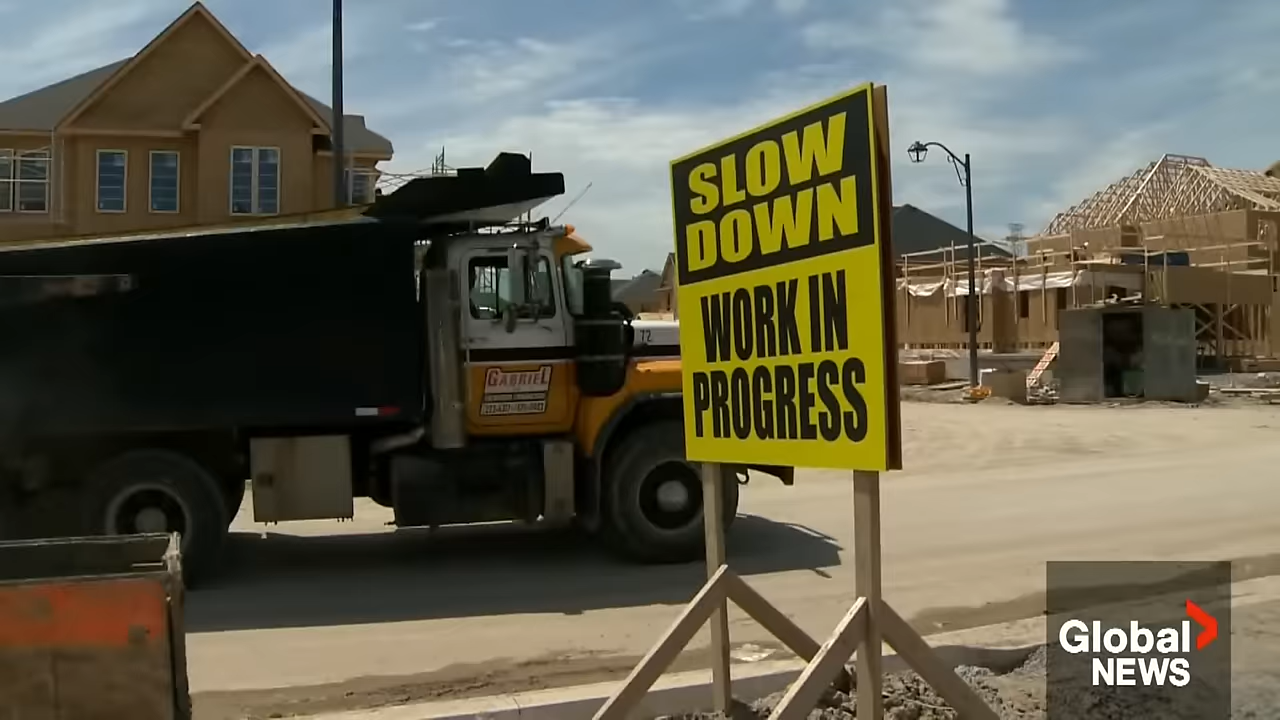 SLOW
DOWN
WORK IN
PROGRESS
72
GABRIEL
Global
NEWS